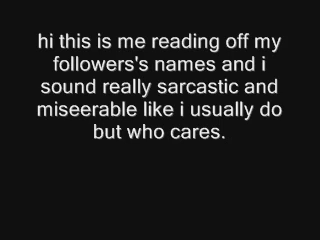 hi this is me reading off my
followers's names and i
sound really sarcastic and
miseerable like i usually do
but who cares.